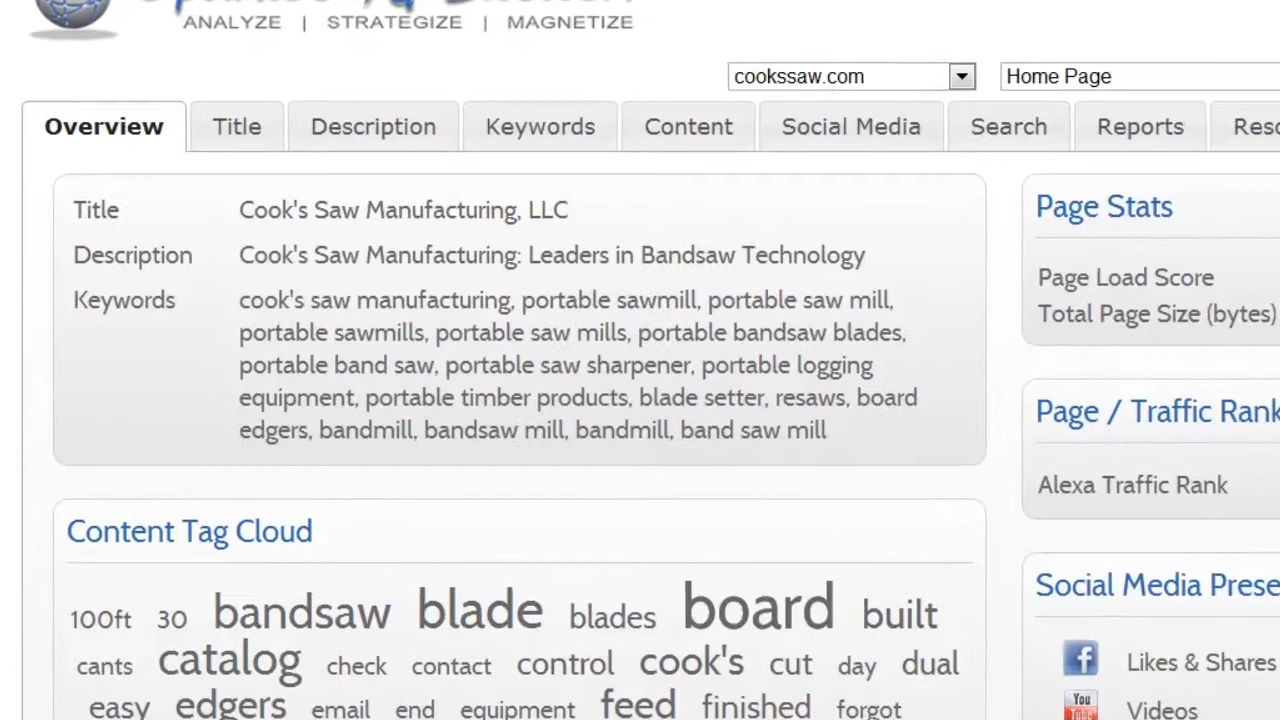 ANALYZE | STRATEGIZE | MAGNETIZE
cookssaw.com
Home Page
Overview
Title
Description
Keywords
Content
Social Media
Search
Reports
Title
Cook's Saw Manufacturing, LLC
Description
Cook's Saw Manufacturing: Leaders in Bandsaw Technology
Keywords
cook's saw manufacturing, portable sawmill, portable saw mill,
portable sawmills, portable saw mills, portable bandsaw blades,
portable band saw, portable saw sharpener, portable logging
equipment, portable timber products, blade setter, resaws, board
edgers, bandmill, bandsaw mill, bandmill, band saw mill
Content Tag Cloud
100ft 30 bandsaw blade blades board built
cants catalog check contact control cook's cut day dual
easy edgers email end equipment feed finished forgot
Page Stats
Page Load Score
Total Page Size (bytes)
Page / Traffic Rank
Alexa Traffic Rank
Social Media Prese
f
Likes & Shares
You
Videos